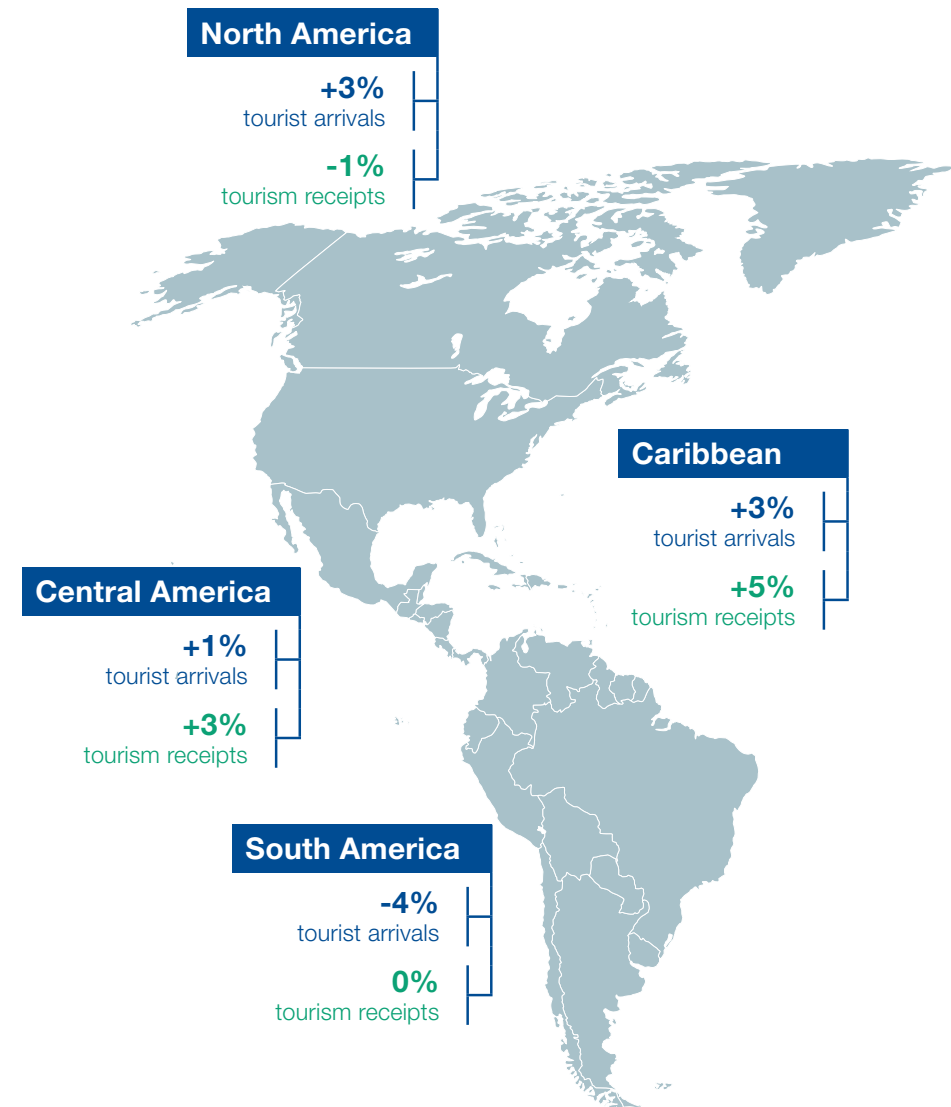 North America
+3%
tourist arrivals
-1%
tourism receipts
Caribbean
+3%
tourist arrivals
+5%
tourism receipts
Central America
+1%
tourist arrivals
+3%
tourism receipts
South America
-4%
tourist arrivals
0%
tourism receipts